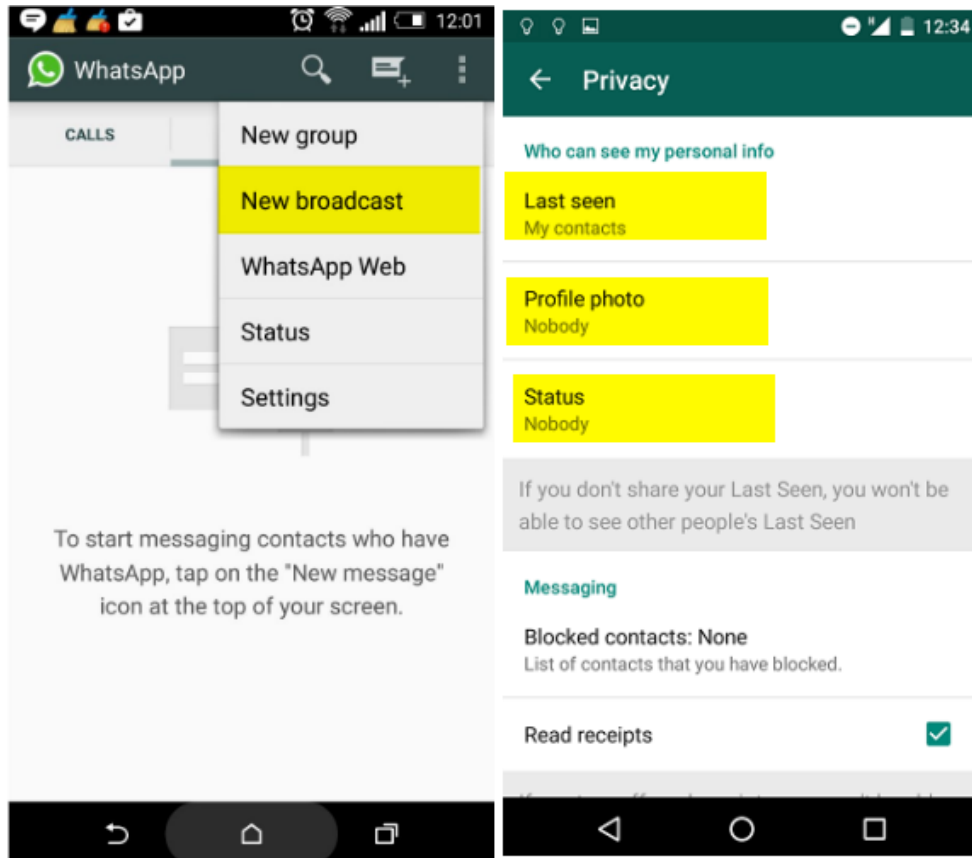 12:01
WhatsApp
CALLS
New group
New broadcast
WhatsApp Web
Status
Settings
To start messaging contacts who have
WhatsApp, tap on the "New message"
icon at the top of your screen.
H 12:34
Privacy
Who can see my personal info
Last seen
My contacts
Profile photo
Nobody
Status
Nobody
If you don't share your Last Seen, you won't be
able to see other people's Last Seen
Messaging
Blocked contacts: None
List of contacts that you have blocked.
Read receipts